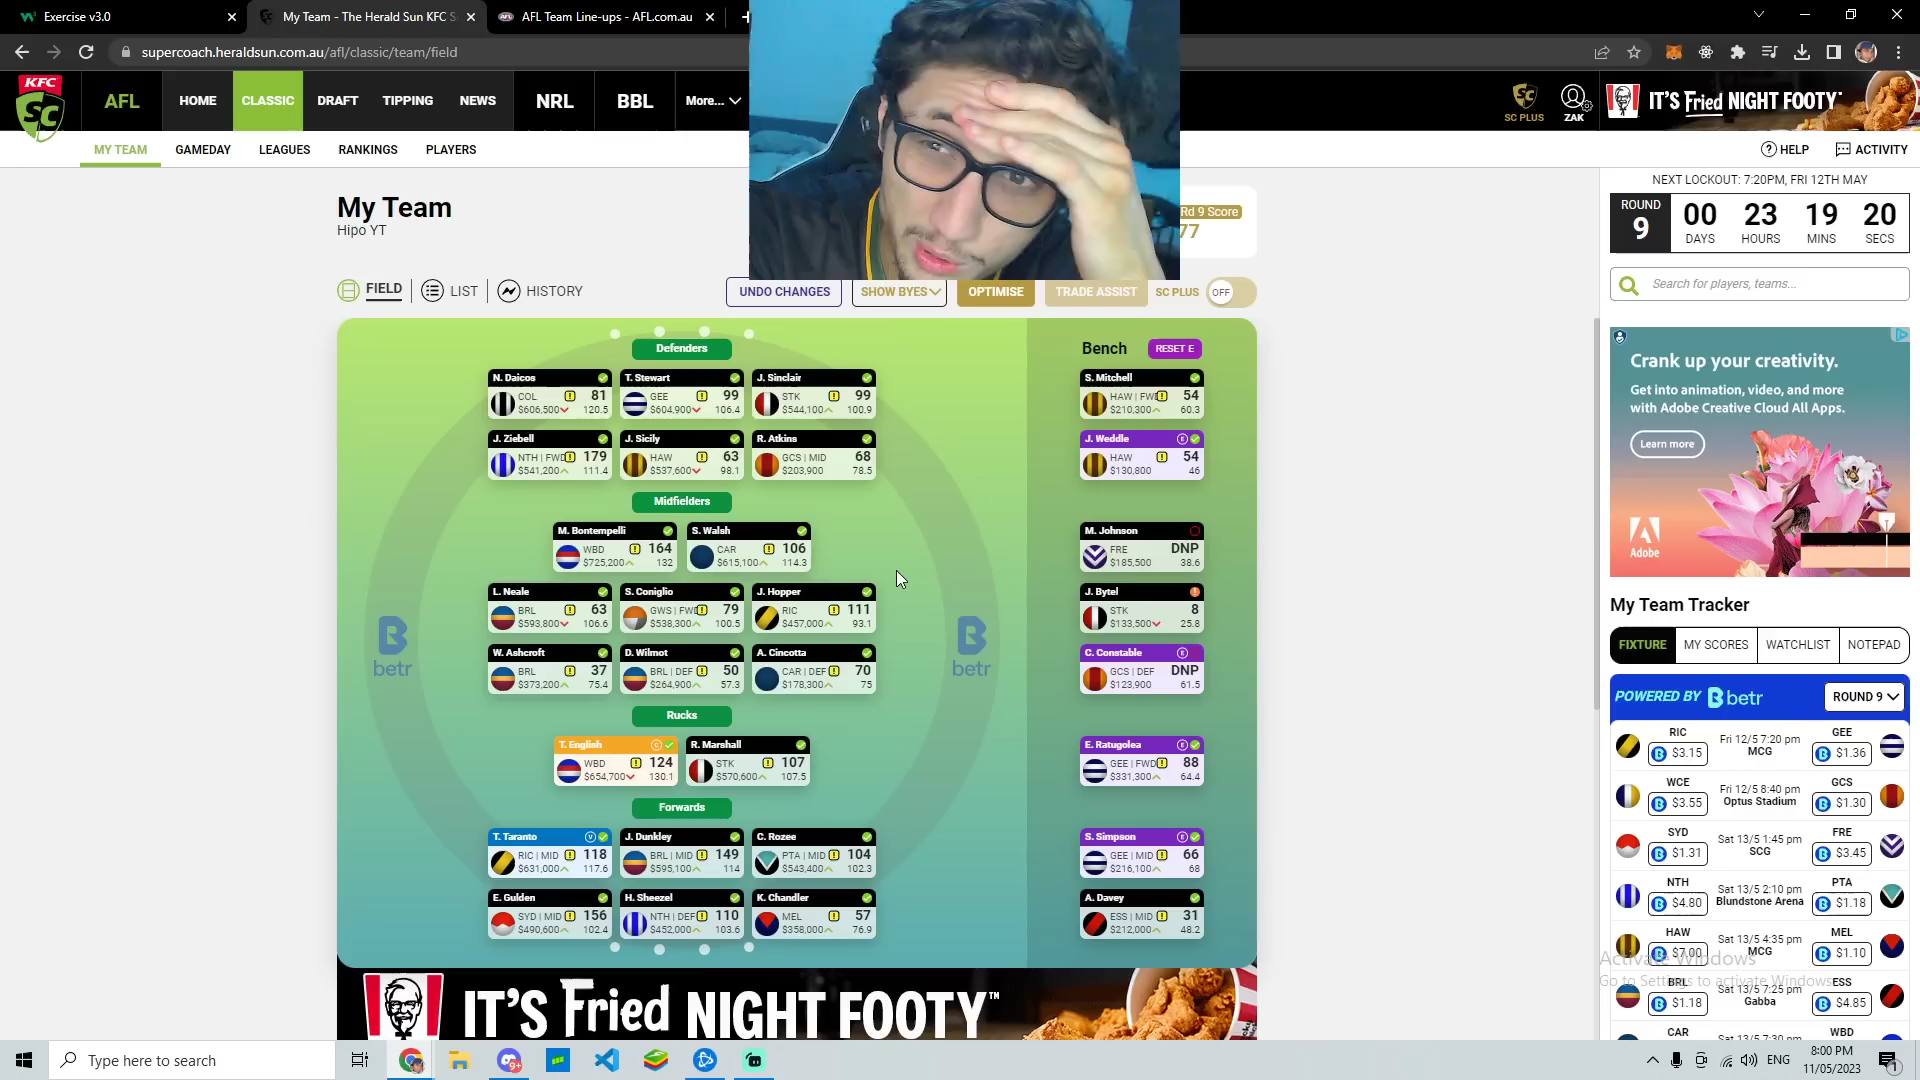 Exercise v3.0
My Team - The Herald Sun KFC S
AFL Team Line-ups - AFL.com.au
supercoach.heraldsun.com.au/afl/classic/team/field
KFC
SC
AFL
HOME
CLASSIC
DRAFT
TIPPING
NEWS
NRL
BBL
More...
SC PLUS
ZAK
IT'S Fried NIGHT FOOTY™
MY TEAM
GAMEDAY
LEAGUES
RANKINGS
PLAYERS
HELP
ACTIVITY
My Team
Hipo YT
Rd 9 Score
77
FIELD
LIST
HISTORY
UNDO CHANGES
SHOW BYES
OPTIMISE
TRADE ASSIST
SC PLUS
OFF
Defenders
Bench
RESET E
N. Daicos
COL 81
$606,500 120.5
T. Stewart
GEE 99
$604,900 106.4
J. Sinclair
STK 99
$544,100 100.9
S. Mitchell
HAW | FWD 54
$210,300 60.3
J. Ziebell
NTH | FWD 179
$541,200 111.4
J. Sicily
HAW 63
$537,600 98.1
R. Atkins
GCS | MID 68
$203,900 78.5
J. Weddle E
HAW 54
$130,800 46
Midfielders
M. Bontempelli
WBD 164
$725,200 132
S. Walsh
CAR 106
$615,100 114.3
M. Johnson
FRE DNP
$185,500 38.6
L. Neale
BRL 63
$593,800 106.6
S. Coniglio
GWS | FWD 79
$538,300 100.5
J. Hopper
RIC 111
$457,000 93.1
J. Bytel
STK 8
$133,500 25.8
W. Ashcroft
BRL 37
$373,200 75.4
D. Wilmot
BRL | DEF 50
$264,900 57.3
A. Cincotta
CAR | DEF 70
$178,300 75
C. Constable E
GCS | DEF DNP
$123,900 61.5
betr
betr
Rucks
T. English C
WBD 124
$654,700 130.1
R. Marshall
STK 107
$570,600 107.5
E. Ratugolea E
GEE | FWD 88
$331,300 64.4
Forwards
T. Taranto V
RIC | MID 118
$631,000 117.6
J. Dunkley
BRL | MID 149
$595,100 114
C. Rozee
PTA | MID 104
$543,400 102.3
S. Simpson E
GEE | MID 66
$216,100 68
E. Gulden
SYD | MID 156
$490,600 102.4
H. Sheezel
NTH | DEF 110
$452,000 103.6
K. Chandler
MEL 57
$358,000 76.9
A. Davey
ESS | MID 31
$212,000 48.2
IT'S Fried NIGHT FOOTY™
NEXT LOCKOUT: 7:20PM, FRI 12TH MAY
ROUND 9
00 23 19 20
DAYS HOURS MINS SECS
Search for players, teams...
Crank up your creativity.
Get into animation, video, and more
with Adobe Creative Cloud All Apps.
Learn more
Adobe
My Team Tracker
FIXTURE
MY SCORES
WATCHLIST
NOTEPAD
POWERED BY betr
ROUND 9
RIC Fri 12/5 7:20 pm GEE
$3.15 MCG $1.36
WCE Fri 12/5 8:40 pm GCS
$3.55 Optus Stadium $1.30
SYD Sat 13/5 1:45 pm FRE
$1.31 SCG $3.45
NTH Sat 13/5 2:10 pm PTA
$4.80 Blundstone Arena $1.18
HAW Sat 13/5 4:35 pm MEL
$7.00 MCG $1.10
BRL Sat 13/5 7:25 pm ESS
$1.18 Gabba $4.85
CAR Sat 13/5 7:30 pm WBD
Activate Windows
Go to Settings to activate Windows.
Type here to search
9+
ENG
8:00 PM
11/05/2023
1